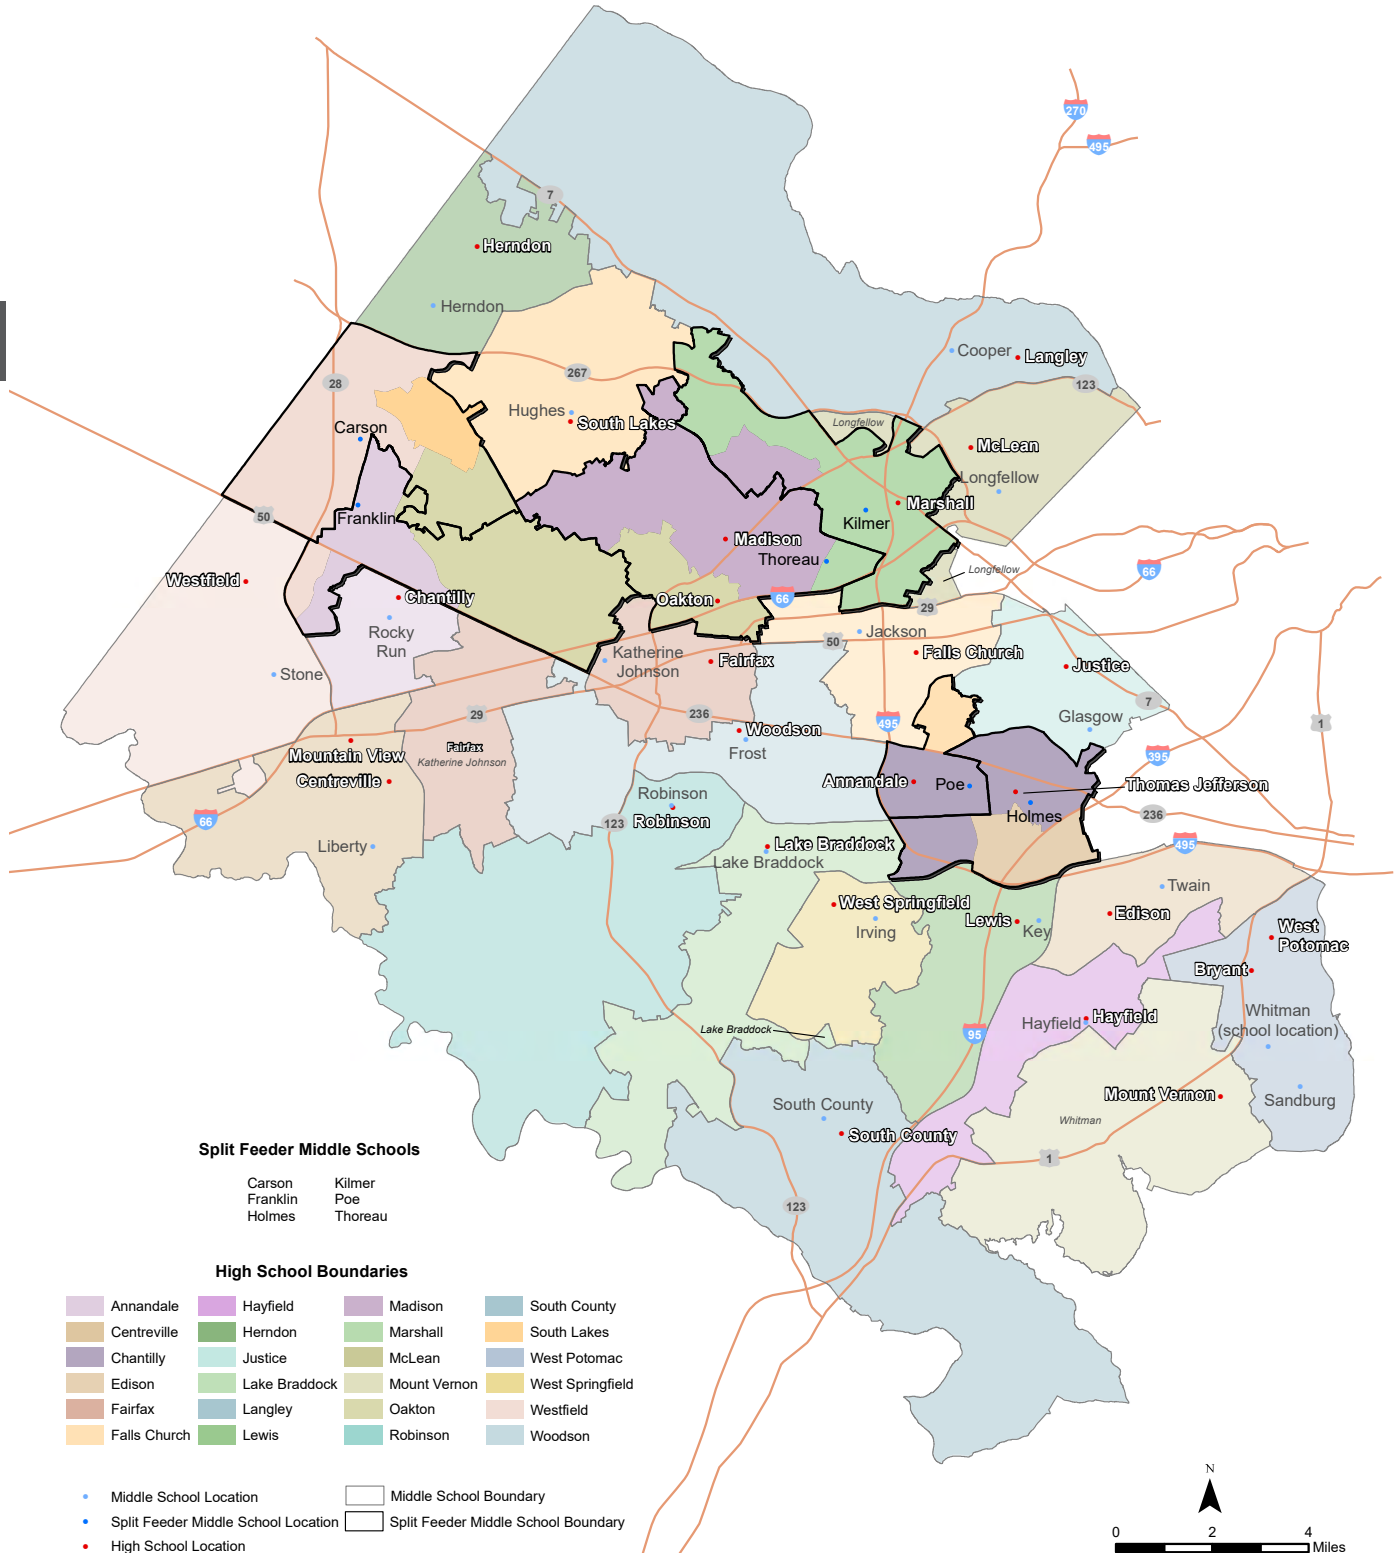 270
495
7
Herndon
Herndon
Cooper
Langley
267
28
123
Hughes
South Lakes
Longfellow
Carson
McLean
Longfellow
Marshall
50
Franklin
Kilmer
Madison
Thoreau
Longfellow
66
Westfield
Chantilly
Oakton
66
29
Rocky
Run
Jackson
50
Katherine
Johnson
Fairfax
Falls Church
Justice
Stone
7
29
236
495
Glasgow
1
Woodson
Frost
Fairfax
Katherine Johnson
Mountain View
395
Centreville
Annandale
Poe
Thomas Jefferson
Robinson
Robinson
Holmes
236
66
123
Liberty
Lake Braddock
Lake Braddock
495
Twain
West Springfield
Irving
Lewis
Key
Edison
West
Potomac
Bryant
Whitman
(school location)
Hayfield
Hayfield
Lake Braddock
95
Mount Vernon
Sandburg
South County
South County
Whitman
1
123
Split Feeder Middle Schools
Carson Kilmer
Franklin Poe
Holmes Thoreau
High School Boundaries
Annandale Hayfield Madison South County
Centreville Herndon Marshall South Lakes
Chantilly Justice McLean West Potomac
Edison Lake Braddock Mount Vernon West Springfield
Fairfax Langley Oakton Westfield
Falls Church Lewis Robinson Woodson
Middle School Location Middle School Boundary
Split Feeder Middle School Location Split Feeder Middle School Boundary
High School Location
N
0 2 4
Miles